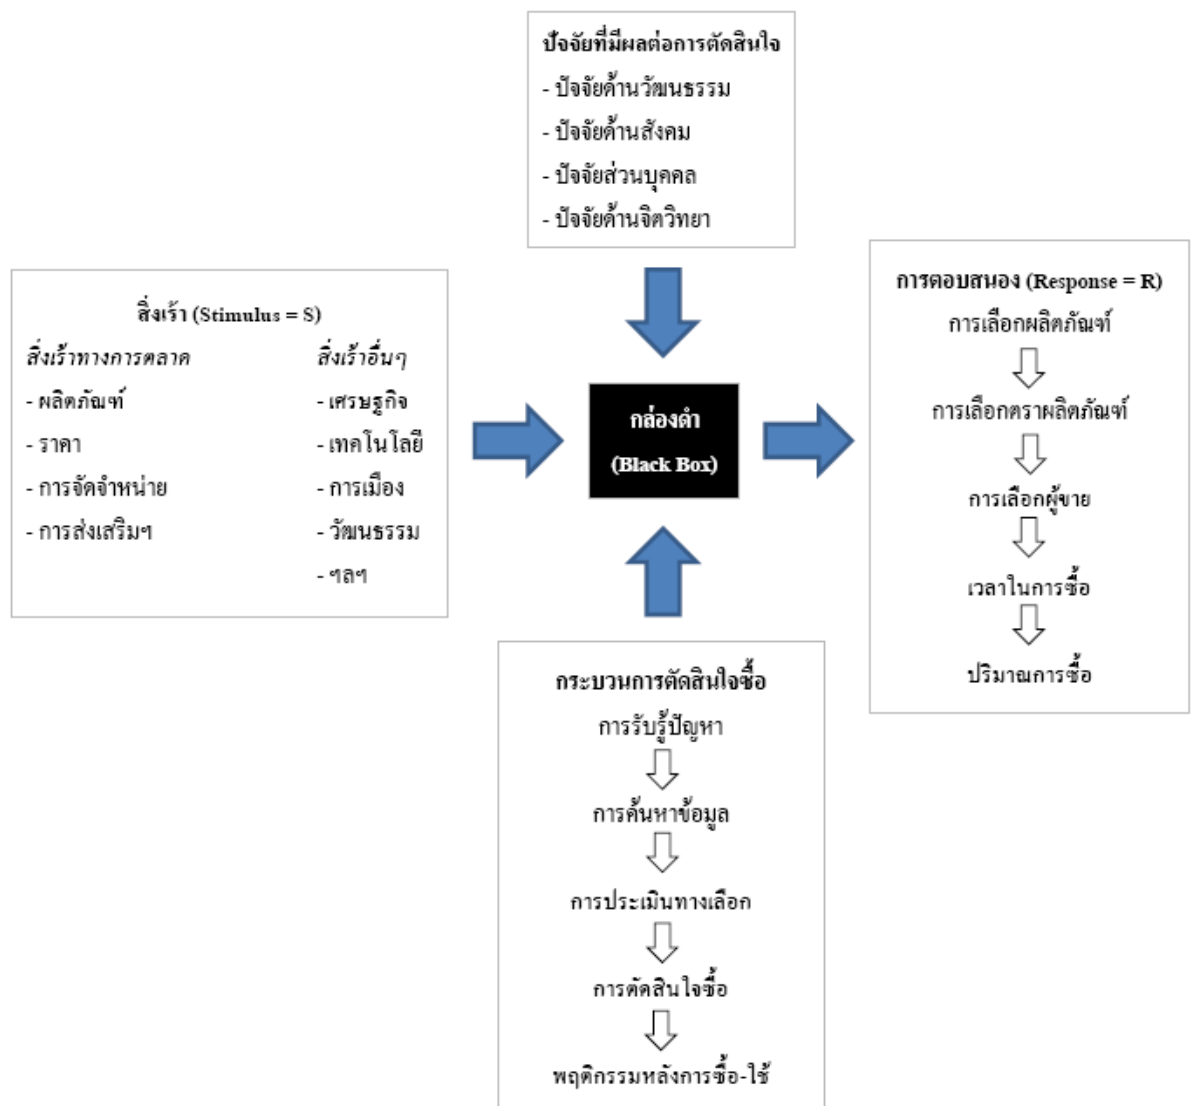 ปัจจัยที่มีผลต่อการตัดสินใจ
- ปัจจัยด้านวัฒนธรรม
- ปัจจัยด้านสังคม
- ปัจจัยส่วนบุคคล
- ปัจจัยด้านจิตวิทยา
สิ่งเร้า (Stimulus = S)
สิ่งเร้าทางการตลาด
- ผลิตภัณฑ์
- ราคา
- การจัดจำหน่าย
- การส่งเสริมฯ
สิ่งเร้าอื่นๆ
- เศรษฐกิจ
- เทคโนโลยี
- การเมือง
- วัฒนธรรม
- ฯลฯ
กล่องดำ
(Black Box)
การตอบสนอง (Response = R)
การเลือกผลิตภัณฑ์
การเลือกตราผลิตภัณฑ์
การเลือกผู้ขาย
เวลาในการซื้อ
ปริมาณการซื้อ
กระบวนการตัดสินใจซื้อ
การรับรู้ปัญหา
การค้นหาข้อมูล
การประเมินทางเลือก
การตัดสินใจซื้อ
พฤติกรรมหลังการซื้อ-ใช้